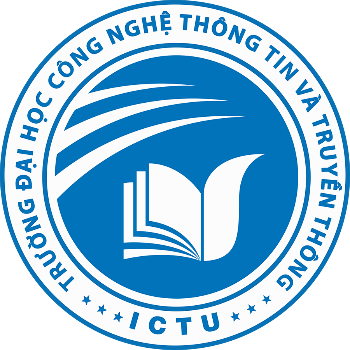 TRƯỜNG ĐẠI HỌC CÔNG NGHỆ THÔNG TIN VÀ TRUYỀN THÔNG
ICTU